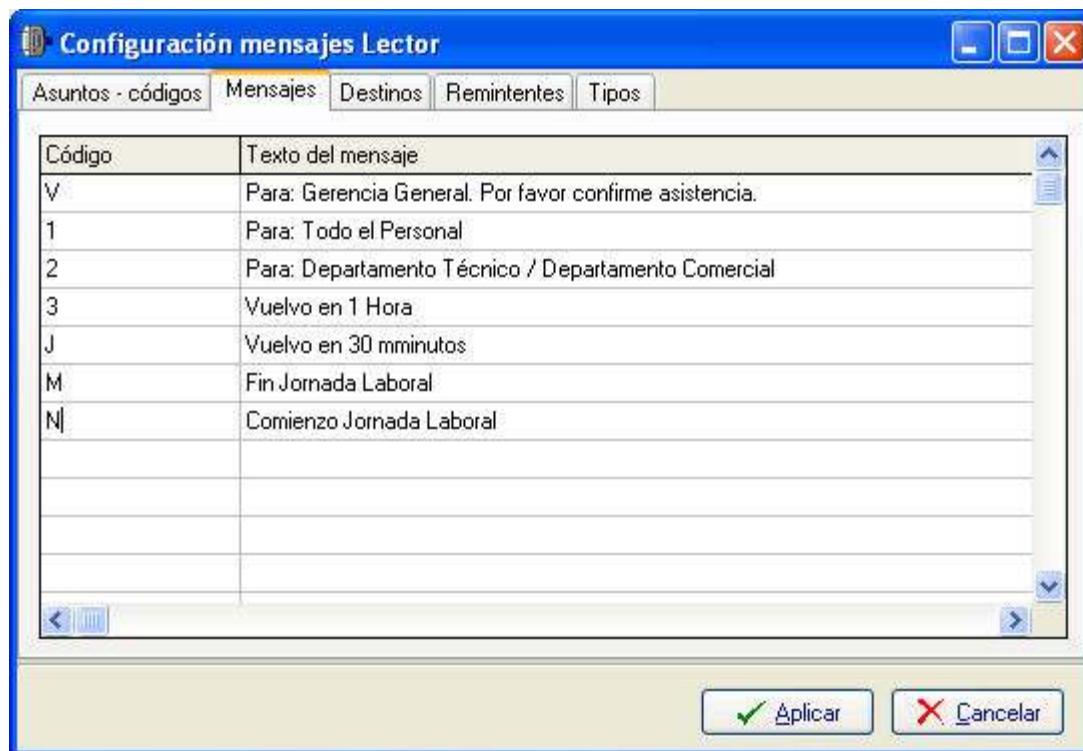 Configuración mensajes Lector
Asuntos - códigos Mensajes Destinos Remintentes Tipos
Código Texto del mensaje
V Para: Gerencia General. Por favor confirme asistencia.
1 Para: Todo el Personal
2 Para: Departamento Técnico / Departamento Comercial
3 Vuelvo en 1 Hora
J Vuelvo en 30 mminutos
M Fin Jornada Laboral
N Comienzo Jornada Laboral
Aplicar Cancelar